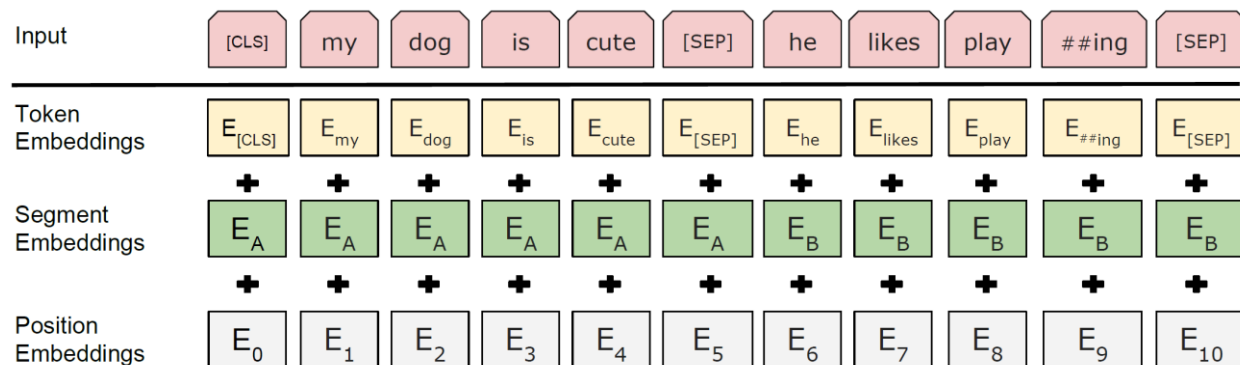 Input [CLS] my dog is cute [SEP] he likes play ##ing [SEP]
Token Embeddings E[CLS] Emy Edog Eis Ecute E[SEP] Ehe Elikes Eplay E##ing E[SEP]
+ + + + + + + + + + +
Segment Embeddings EA EA EA EA EA EA EB EB EB EB EB
+ + + + + + + + + + +
Position Embeddings E0 E1 E2 E3 E4 E5 E6 E7 E8 E9 E10